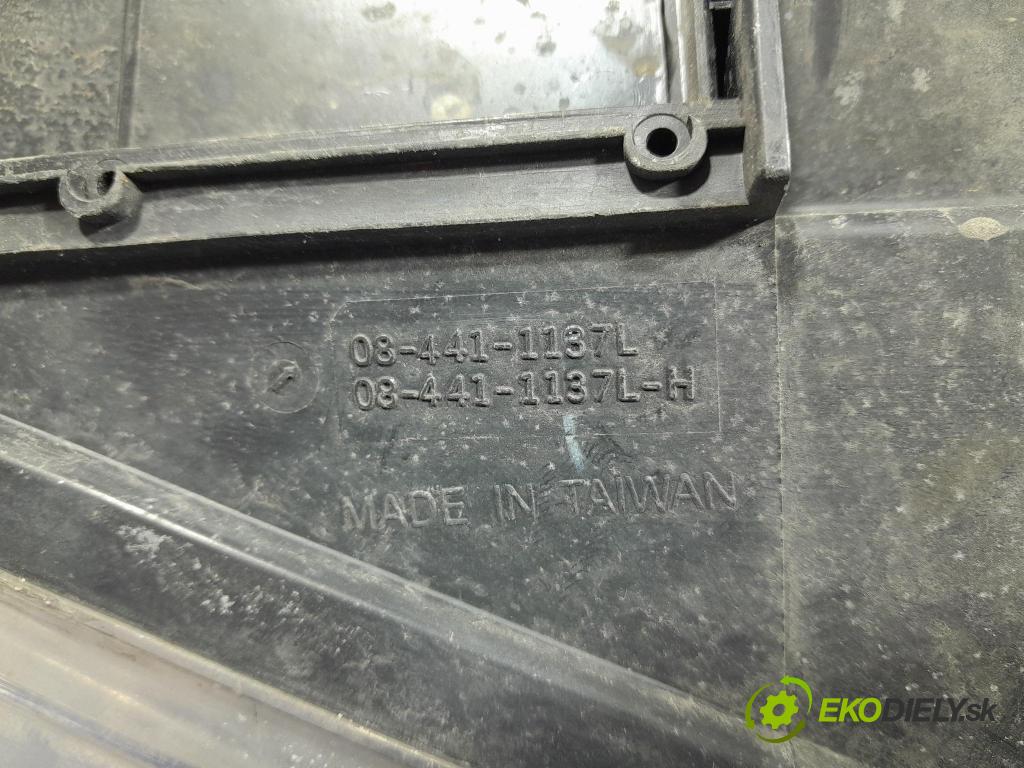 08-441-1137L
08-441-1137L-H
MADE IN TAIWAN
EKODIELY.sk